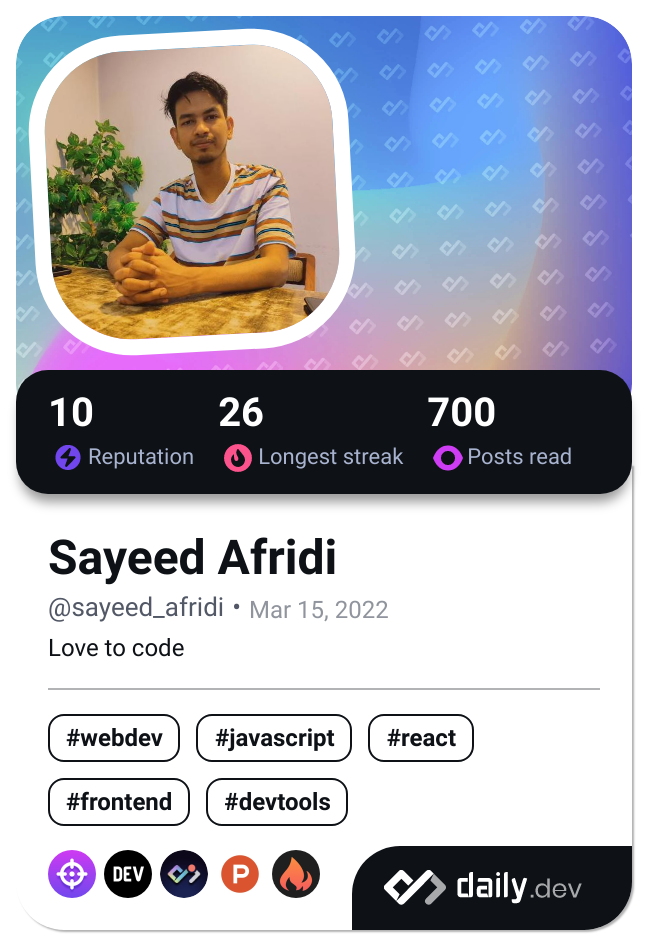 10 26 700
Reputation Longest streak Posts read
Sayeed Afridi
@sayeed_afridi • Mar 15, 2022
Love to code
#webdev #javascript #react
#frontend #devtools
DEV P daily.dev